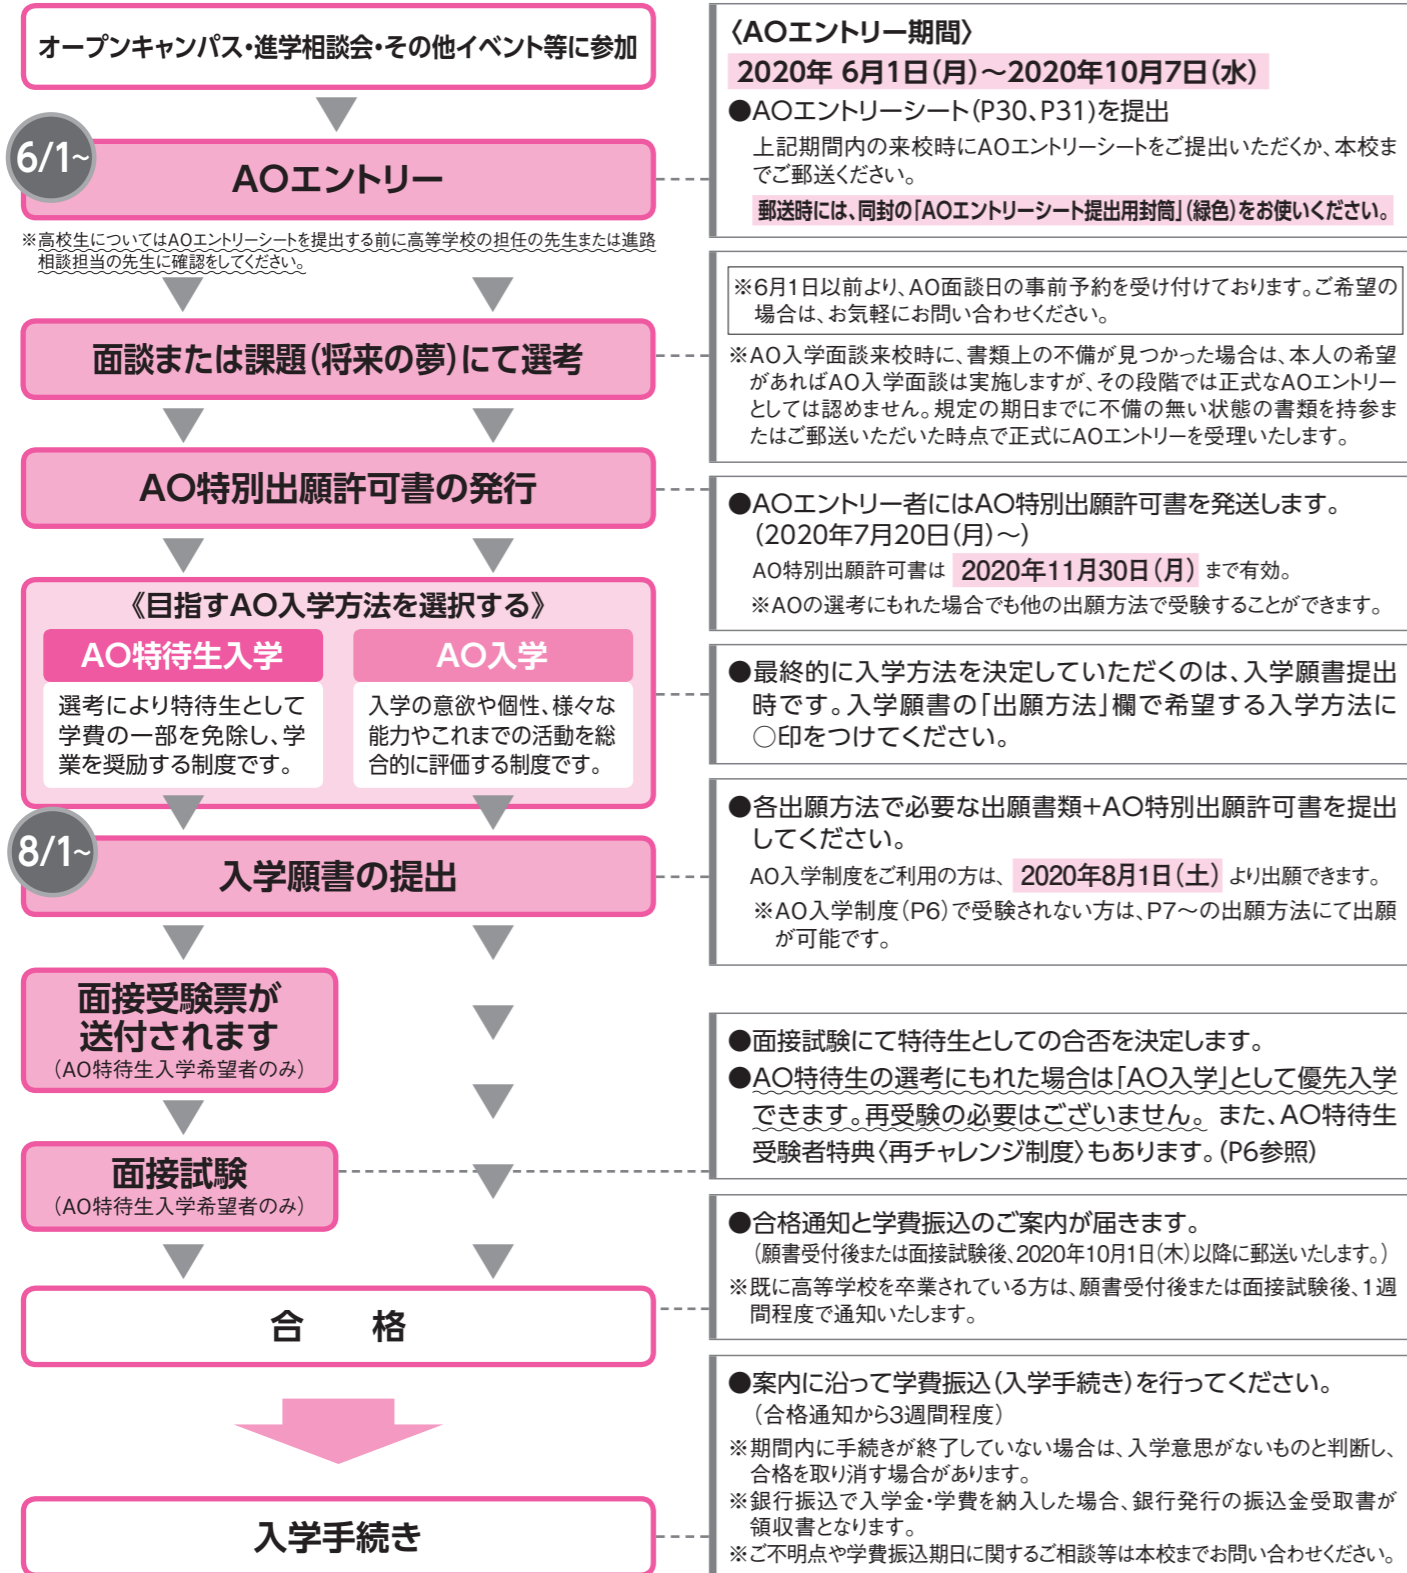 オープンキャンパス・進学相談会・その他イベント等に参加
6/1~
AOエントリー
※高校生についてはAOエントリーシートを提出する前に高等学校の担任の先生または進路
相談担当の先生に確認をしてください。
面談または課題(将来の夢)にて選考
AO特別出願許可書の発行
《目指すAO入学方法を選択する》
AO特待生入学
選考により特待生として
学費の一部を免除し、学
業を奨励する制度です。
AO入学
入学の意欲や個性、様々な
能力やこれまでの活動を総
合的に評価する制度です。
8/1~
入学願書の提出
面接受験票が
送付されます
(AO特待生入学希望者のみ)
面接試験
(AO特待生入学希望者のみ)
合　格
入学手続き
〈AOエントリー期間〉
2020年 6月1日(月)～2020年10月7日(水)
●AOエントリーシート(P30、P31)を提出
上記期間内の来校時にAOエントリーシートをご提出いただくか、本校ま
でご郵送ください。
郵送時には、同封の「AOエントリーシート提出用封筒」(緑色)をお使いください。
※6月1日以前より、AO面談日の事前予約を受け付けております。ご希望の
場合は、お気軽にお問い合わせください。
※AO入学面談来校時に、書類上の不備が見つかった場合は、本人の希望
があればAO入学面談は実施しますが、その段階では正式なAOエントリー
としては認めません。規定の期日までに不備の無い状態の書類を持参ま
たはご郵送いただいた時点で正式にAOエントリーを受理いたします。
●AOエントリー者にはAO特別出願許可書を発送します。
(2020年7月20日(月)～)
AO特別出願許可書は 2020年11月30日(月) まで有効。
※AOの選考にもれた場合でも他の出願方法で受験することができます。
●最終的に入学方法を決定していただくのは、入学願書提出
時です。入学願書の「出願方法」欄で希望する入学方法に
○印をつけてください。
●各出願方法で必要な出願書類+AO特別出願許可書を提出
してください。
AO入学制度をご利用の方は、 2020年8月1日(土) より出願できます。
※AO入学制度(P6)で受験されない方は、P7～の出願方法にて出願
が可能です。
●面接試験にて特待生としての合否を決定します。
●AO特待生の選考にもれた場合は「AO入学」として優先入学
できます。再受験の必要はございません。また、AO特待生
受験者特典〈再チャレンジ制度〉もあります。(P6参照)
●合格通知と学費振込のご案内が届きます。
(願書受付後または面接試験後、2020年10月1日(木)以降に郵送いたします。)
※既に高等学校を卒業されている方は、願書受付後または面接試験後、1週
間程度で通知いたします。
●案内に沿って学費振込(入学手続き)を行ってください。
(合格通知から3週間程度)
※期間内に手続きが終了していない場合は、入学意思がないものと判断し、
合格を取り消す場合があります。
※銀行振込で入学金・学費を納入した場合、銀行発行の振込金受取書が
領収書となります。
※ご不明点や学費振込期日に関するご相談等は本校までお問い合わせください。